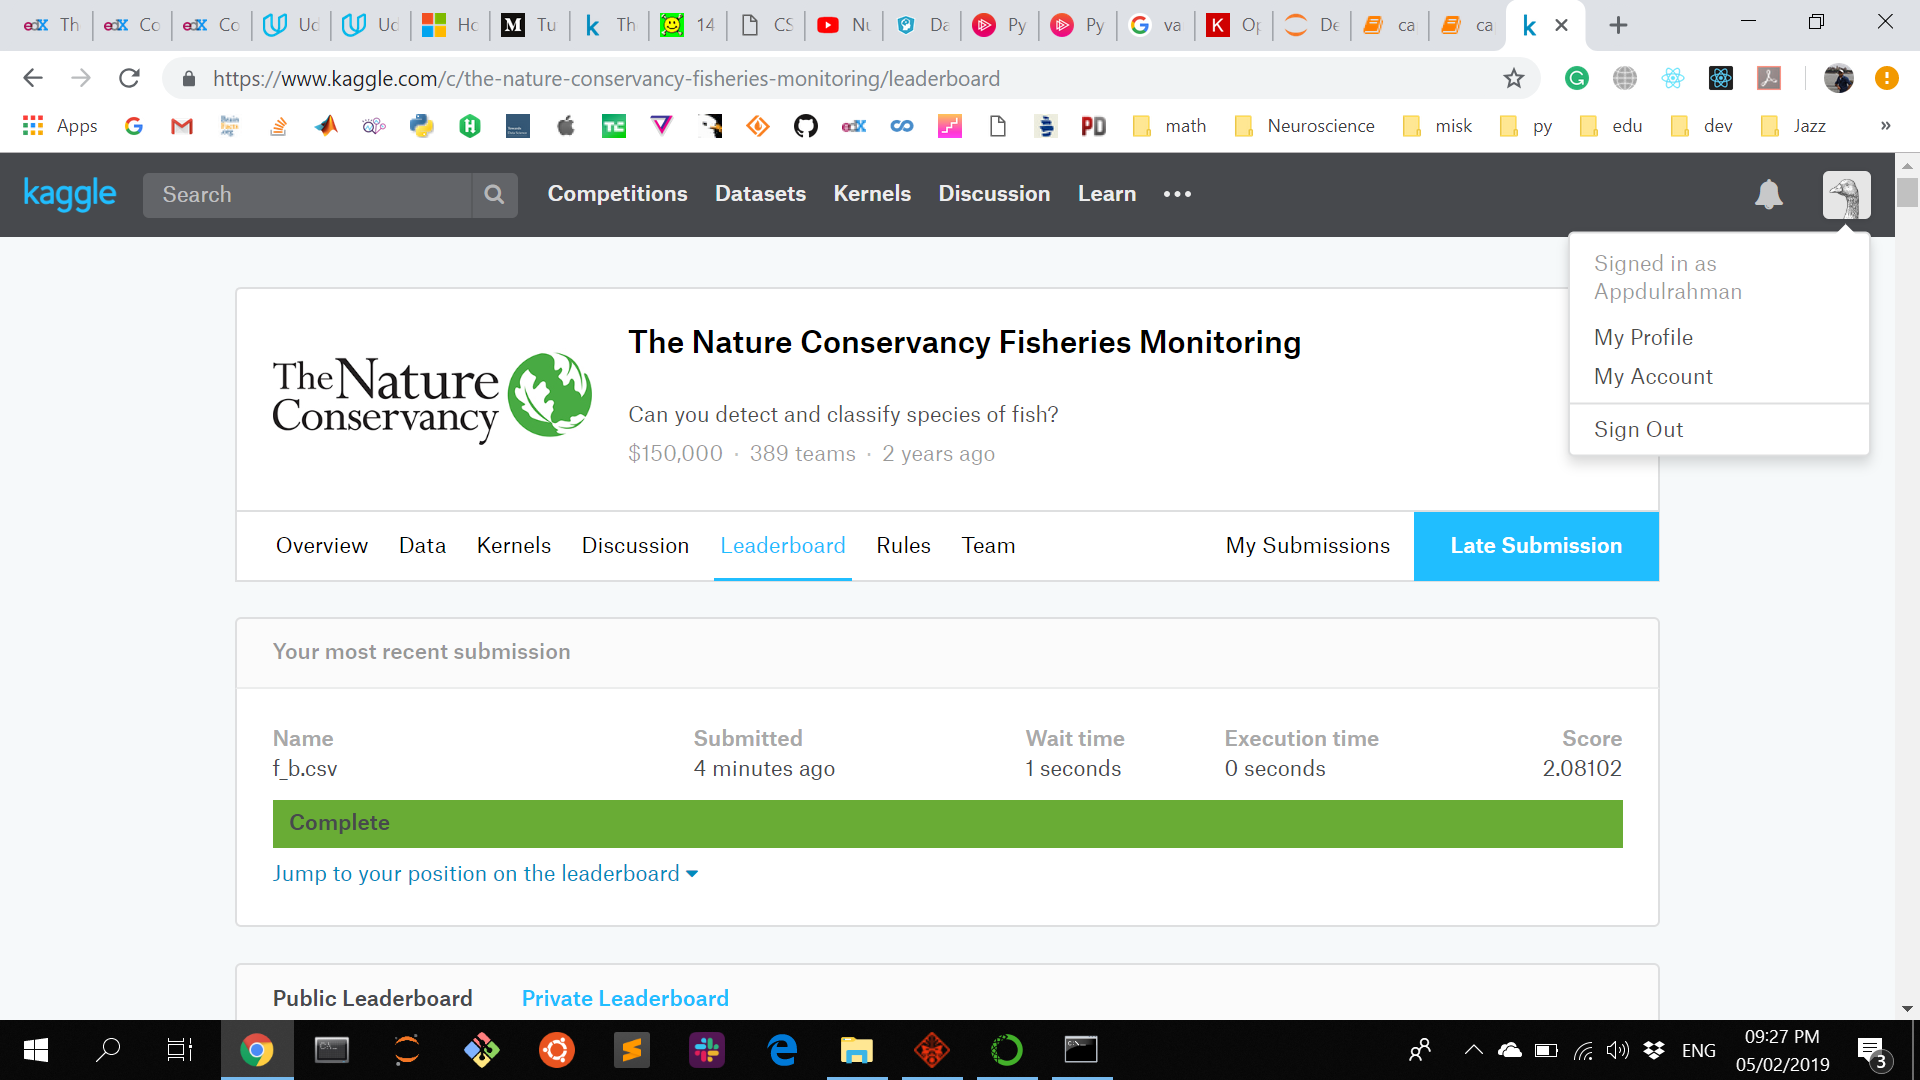 edX Th
edX Co
edX Co
Ud
Ud
Ho
M Tu
k Th
14
CS
Nu
Da
Py
Py
va
K Op
De
ca
ca
k
https://www.kaggle.com/c/the-nature-conservancy-fisheries-monitoring/leaderboard
Apps
math
Neuroscience
misk
py
edu
dev
Jazz
»
kaggle
Search
Competitions
Datasets
Kernels
Discussion
Learn
Signed in as
Appdulrahman
My Profile
My Account
Sign Out
The Nature
Conservancy
The Nature Conservancy Fisheries Monitoring
Can you detect and classify species of fish?
$150,000 · 389 teams · 2 years ago
Overview Data Kernels Discussion Leaderboard Rules Team My Submissions Late Submission
Your most recent submission
Name Submitted Wait time Execution time Score
f_b.csv 4 minutes ago 1 seconds 0 seconds 2.08102
Complete
Jump to your position on the leaderboard
Public Leaderboard Private Leaderboard
ENG
09:27 PM
05/02/2019
3